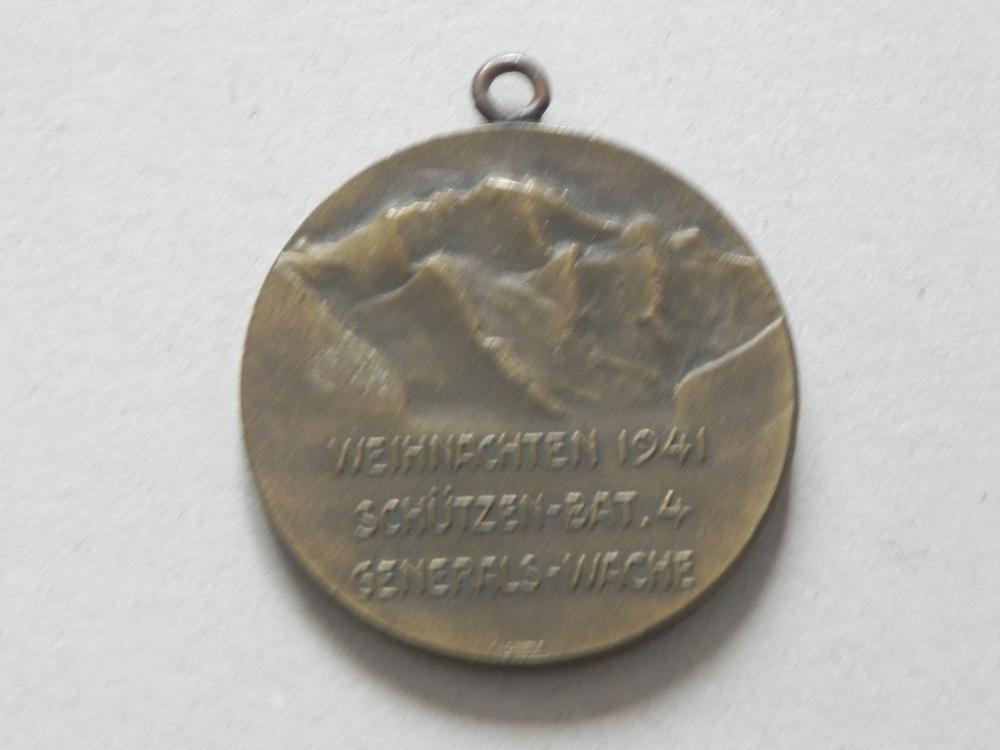 WEIHNACHTEN 1941
SCHÜTZEN-BAT. 4
GENERALS-WACHE